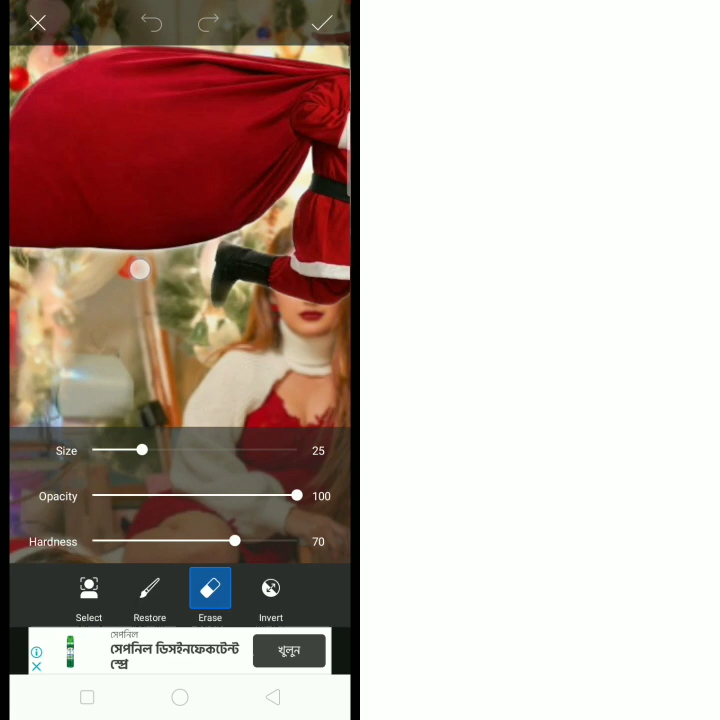 Size 25
Opacity 100
Hardness 70
Select Restore Erase Invert
সেপনিল
সেপনিল ডিসইনফেকটেন্ট
স্প্রে
খুলুন